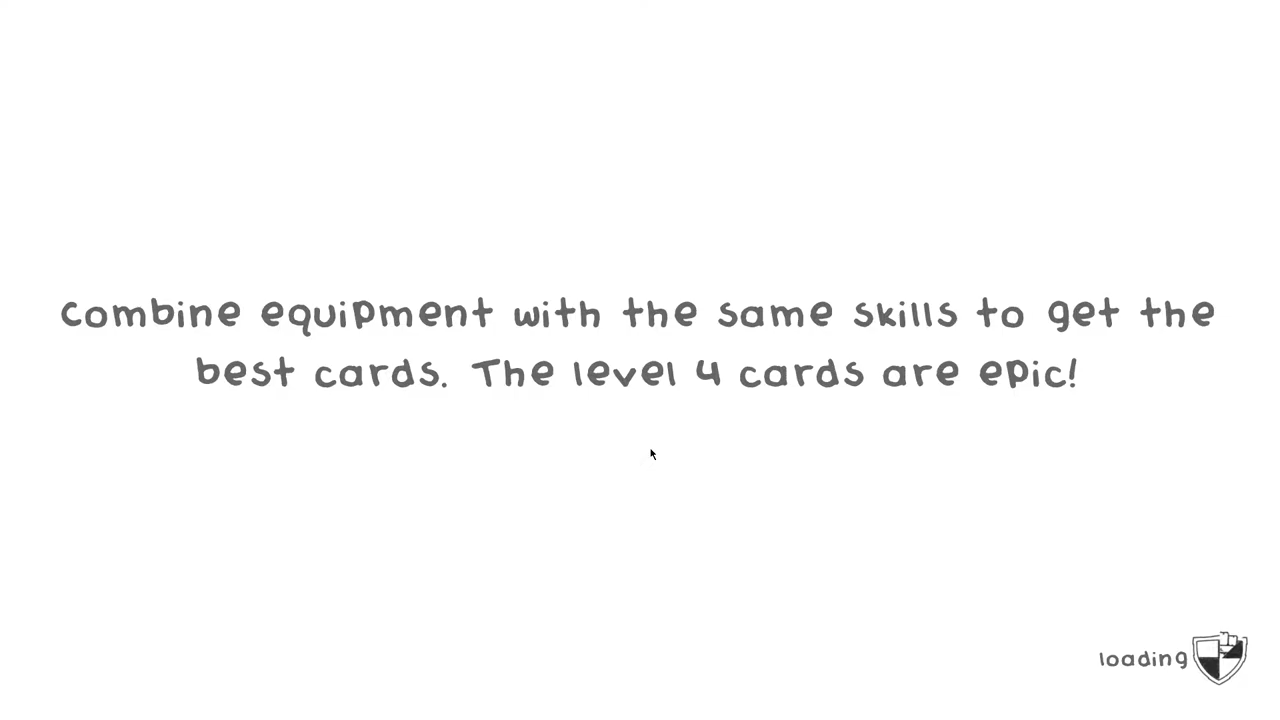 combine equipment with the same skills to get the
best cards. The level 4 cards are epic!
loading